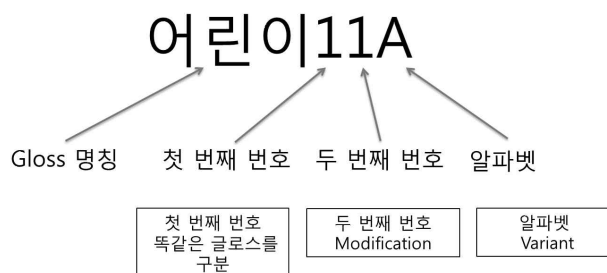 어린이11A
Gloss 명칭 첫 번째 번호 두 번째 번호 알파벳
첫 번째 번호
똑같은 글로스를
구분
두 번째 번호
Modification
알파벳
Variant